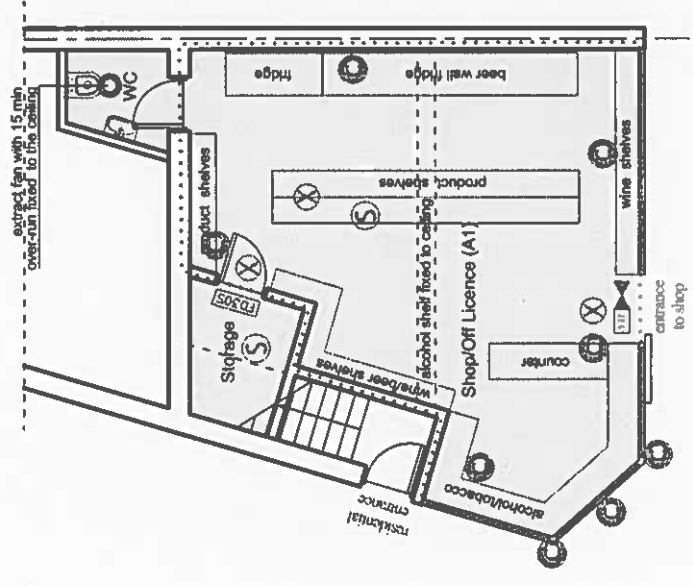 extract fan with 15 min
over-run fixed to the ceiling
WC
fridge
beer wall fridge
product shelves
wine shelves
product shelves
S
X
X
FD30S
Storage
S
wine/beer shelves
alcohol shelf fixed to ceiling
Shop/Off Licence (A1)
X
entrance
to shop
counter
alcohol/tobacco
residential
entrance